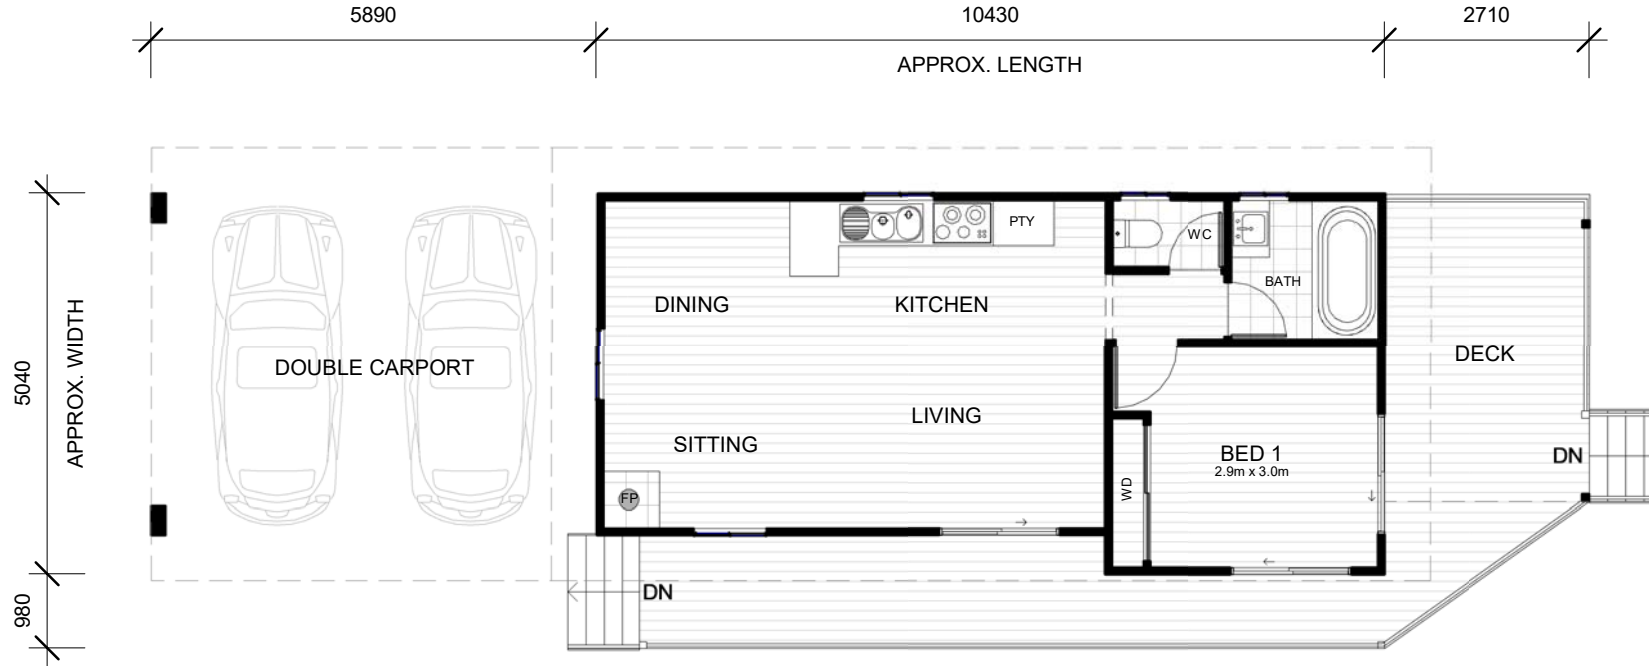 5890
10430
2710
APPROX. LENGTH
PTY
WC
BATH
DINING
KITCHEN
DECK
DOUBLE CARPORT
5040
APPROX. WIDTH
LIVING
SITTING
BED 1
2.9m x 3.0m
DN
WD
FP
DN
980